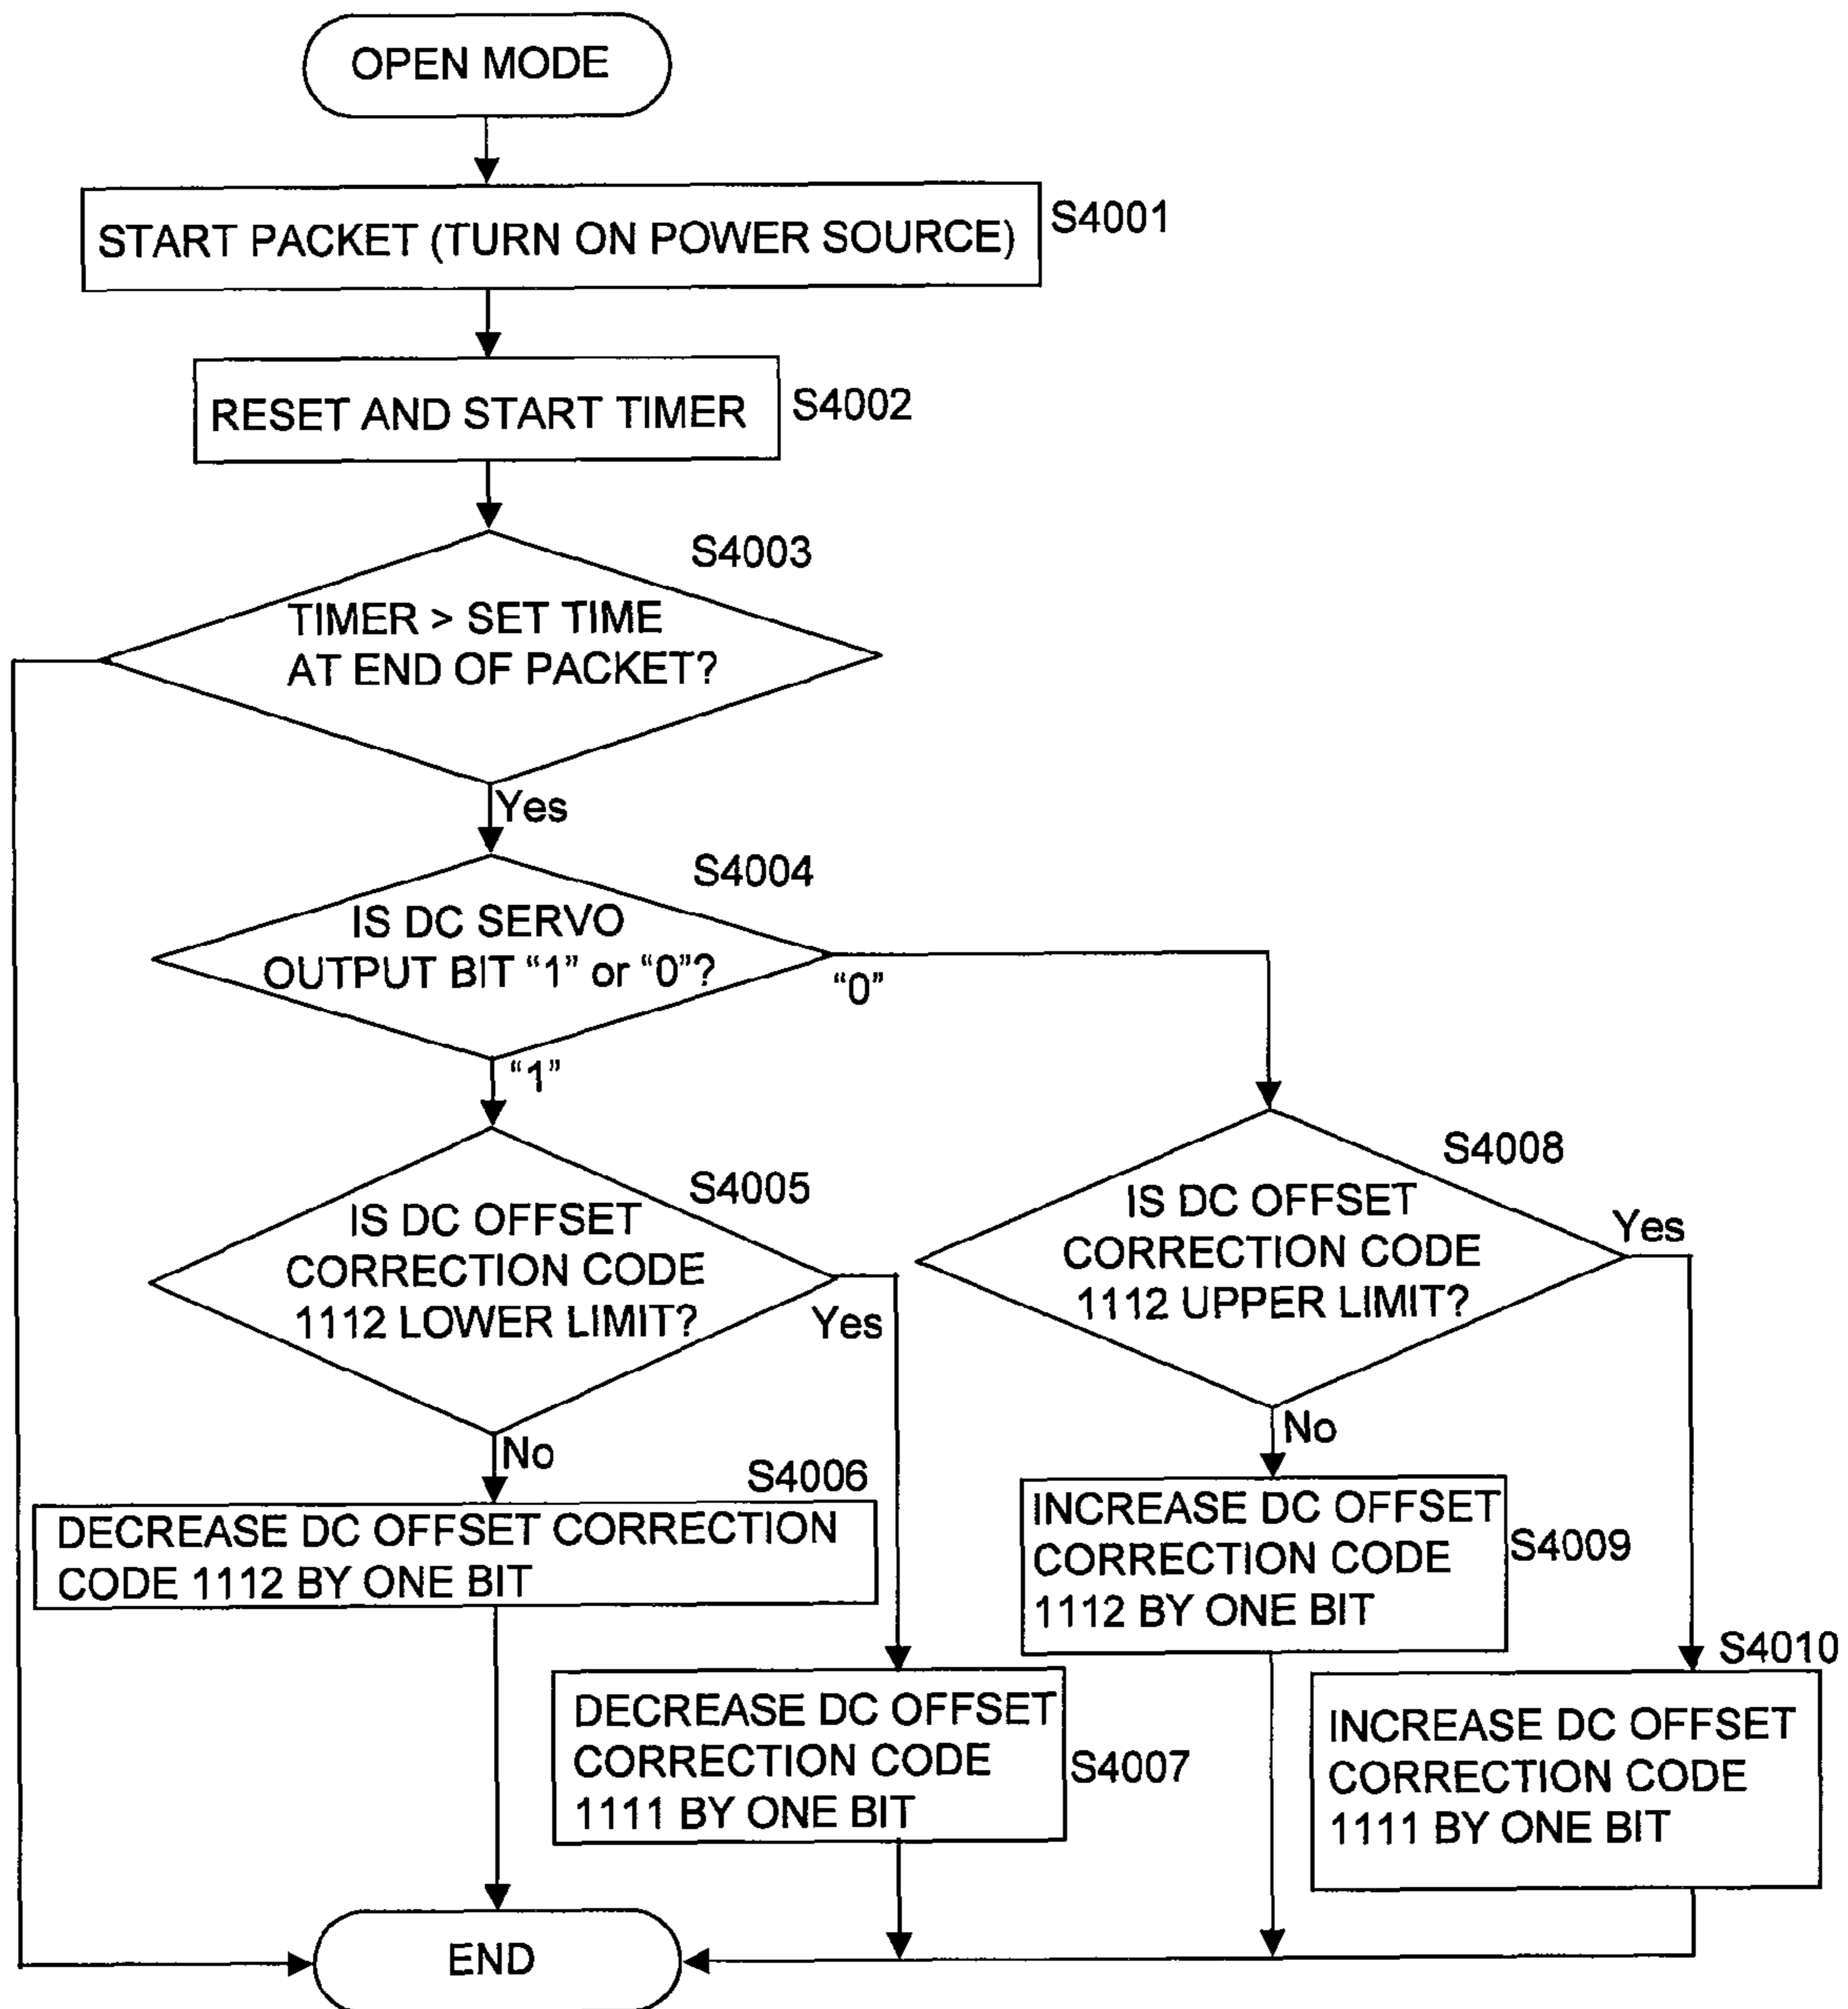 OPEN MODE
START PACKET (TURN ON POWER SOURCE)
S4001
RESET AND START TIMER
S4002
S4003
TIMER > SET TIME
AT END OF PACKET?
Yes
S4004
IS DC SERVO
OUTPUT BIT “1” or “0”?
“0”
“1”
S4005
IS DC OFFSET
CORRECTION CODE
1112 LOWER LIMIT?
Yes
No
S4008
IS DC OFFSET
CORRECTION CODE
1112 UPPER LIMIT?
Yes
No
S4006
DECREASE DC OFFSET CORRECTION
CODE 1112 BY ONE BIT
INCREASE DC OFFSET
CORRECTION CODE
1112 BY ONE BIT
S4009
DECREASE DC OFFSET
CORRECTION CODE
1111 BY ONE BIT
S4007
S4010
INCREASE DC OFFSET
CORRECTION CODE
1111 BY ONE BIT
END